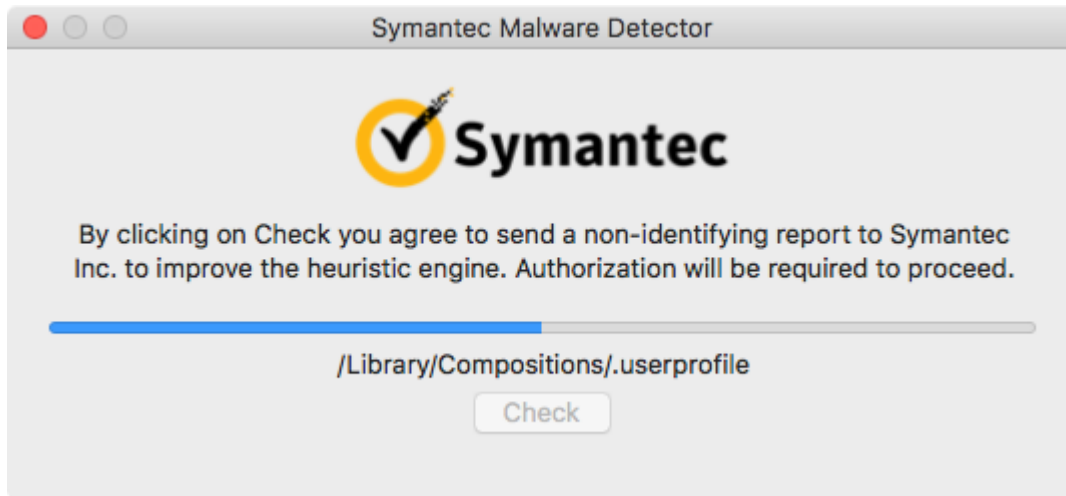 Symantec Malware Detector
Symantec
By clicking on Check you agree to send a non-identifying report to Symantec
Inc. to improve the heuristic engine. Authorization will be required to proceed.
/Library/Compositions/.userprofile
Check